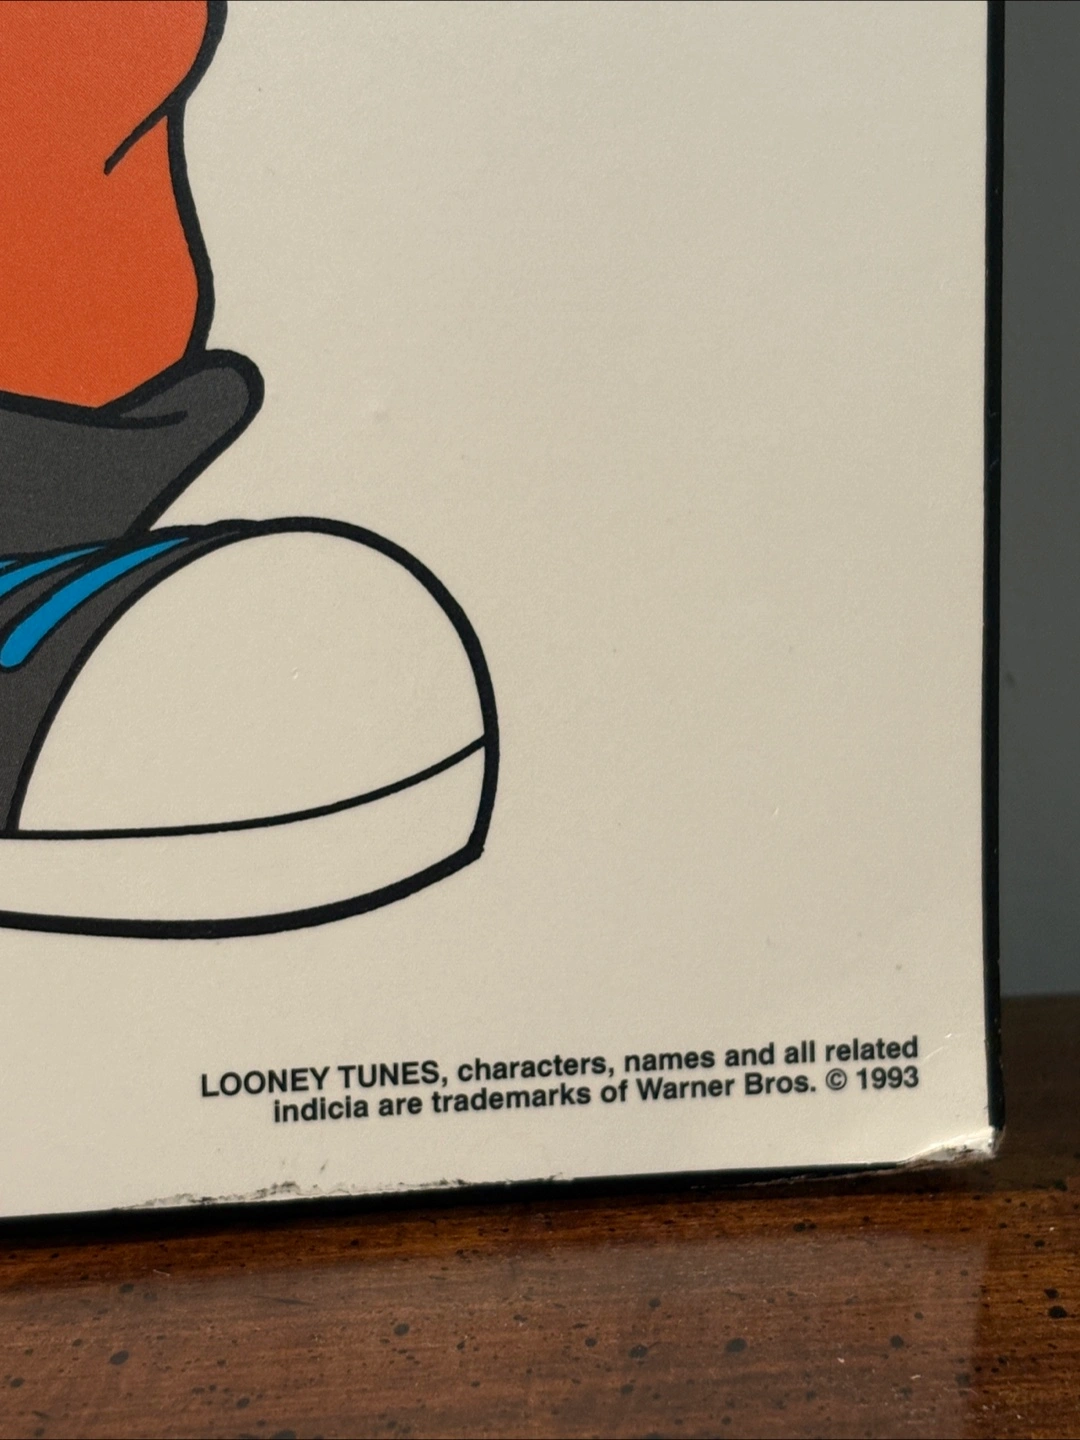 LOONEY TUNES, characters, names and all related
indicia are trademarks of Warner Bros. © 1993